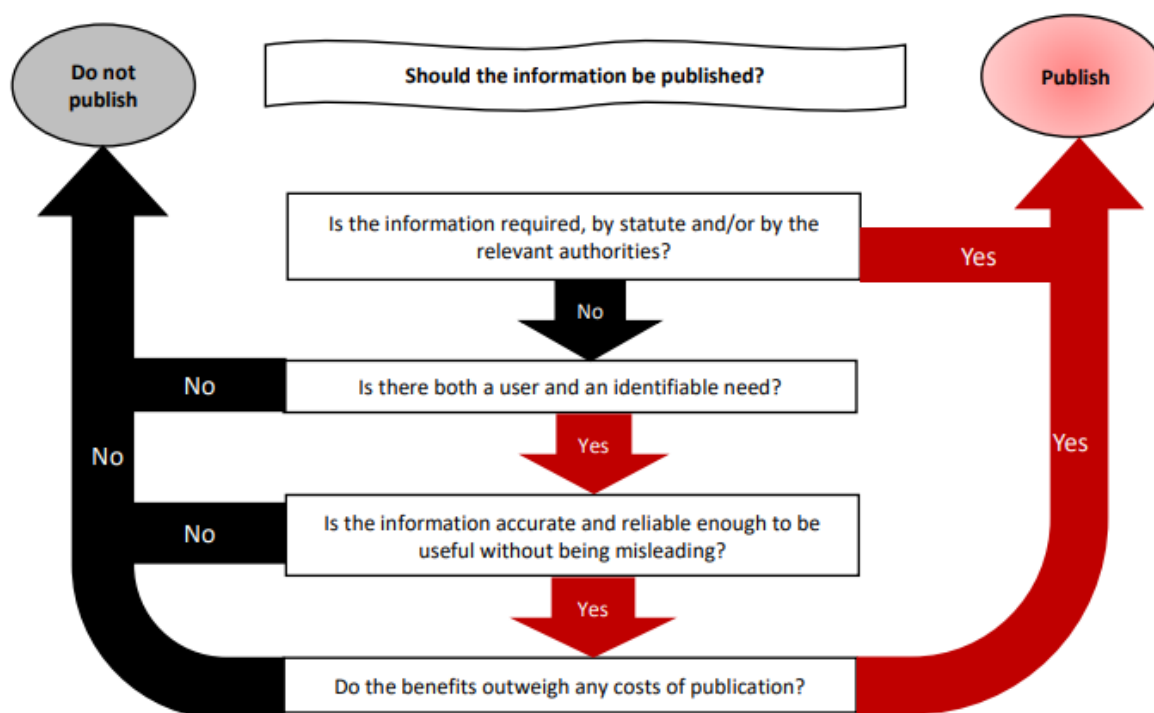 Do not
publish
Should the information be published?
Publish
Is the information required, by statute and/or by the
relevant authorities?
Yes
No
No
Is there both a user and an identifiable need?
Yes
No
Yes
No
Is the information accurate and reliable enough to be
useful without being misleading?
Yes
Do the benefits outweigh any costs of publication?